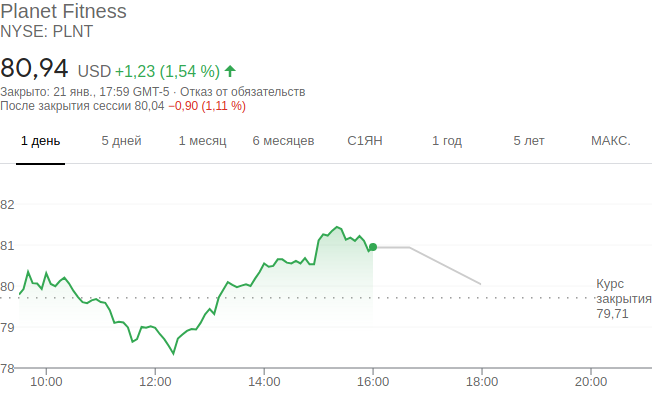 Planet Fitness
NYSE: PLNT
80,94 USD +1,23 (1,54 %)
Закрыто: 21 янв., 17:59 GMT-5 · Отказ от обязательств
После закрытия сессии 80,04 −0,90 (1,11 %)
1 день 5 дней 1 месяц 6 месяцев С1ЯН 1 год 5 лет МАКС.
82
81
80
Курс
закрытия
79,71
79
78
10:00 12:00 14:00 16:00 18:00 20:00